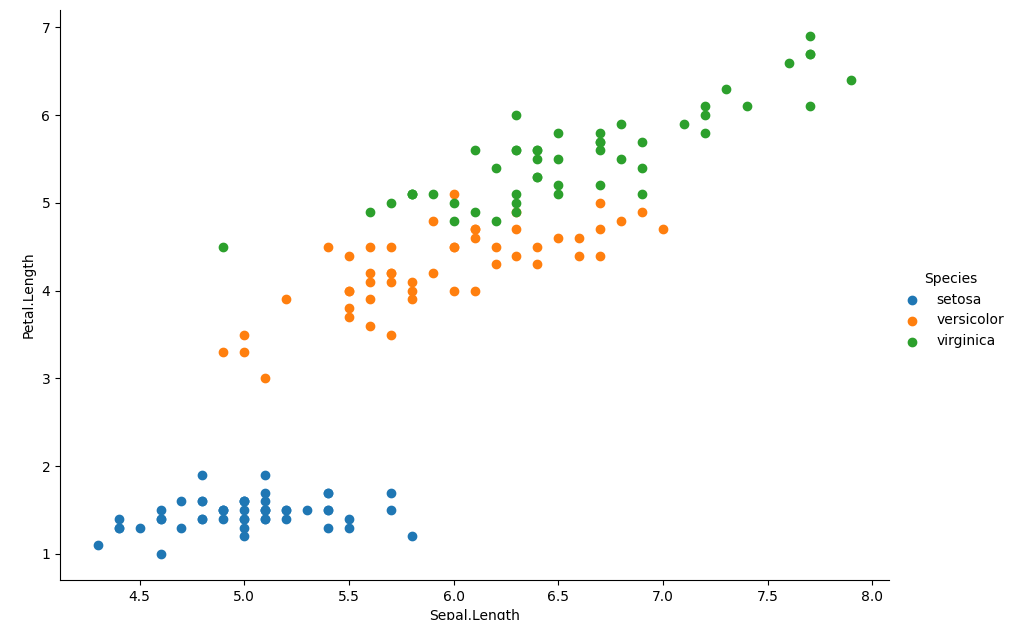 7
6
5
4
3
2
1
Petal.Length
4.5 5.0 5.5 6.0 6.5 7.0 7.5 8.0
Sepal.Length
Species
setosa
versicolor
virginica